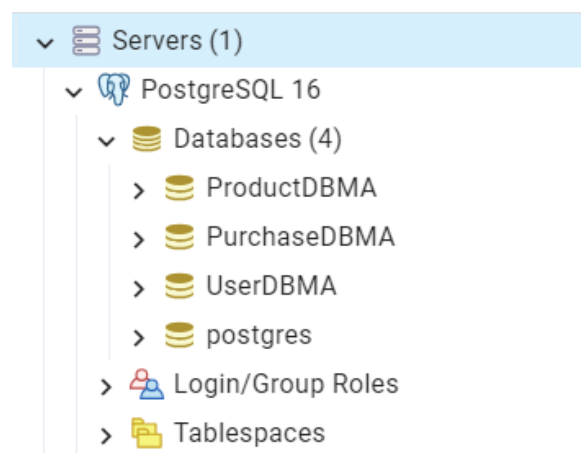 Servers (1)
PostgreSQL 16
Databases (4)
ProductDBMA
PurchaseDBMA
UserDBMA
postgres
Login/Group Roles
Tablespaces